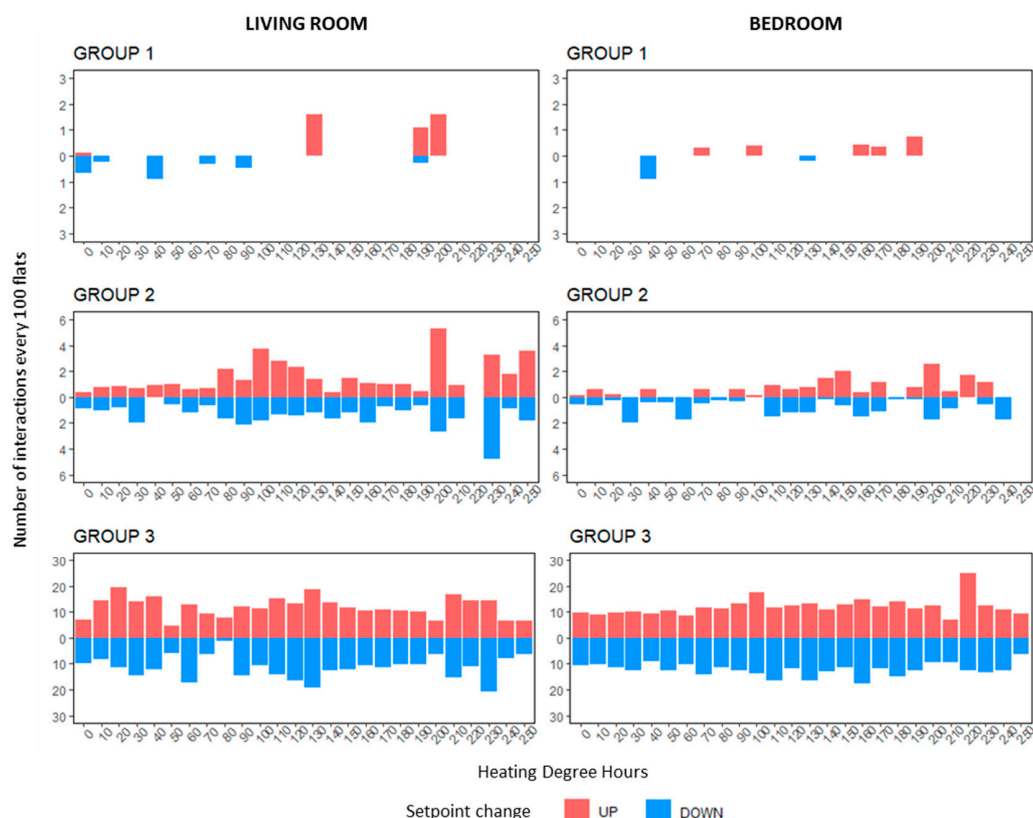 LIVING ROOM
BEDROOM
GROUP 1
GROUP 1
3
2
1
0
1
2
3
0 10 20 30 40 50 60 70 80 90 100 110 120 130 140 150 160 170 180 190 200 210 220 230 240 250
3
2
1
0
1
2
3
0 10 20 30 40 50 60 70 80 90 100 110 120 130 140 150 160 170 180 190 200 210 220 230 240 250
GROUP 2
GROUP 2
6
4
2
0
2
4
6
0 10 20 30 40 50 60 70 80 90 100 110 120 130 140 150 160 170 180 190 200 210 220 230 240 250
6
4
2
0
2
4
6
0 10 20 30 40 50 60 70 80 90 100 110 120 130 140 150 160 170 180 190 200 210 220 230 240 250
GROUP 3
GROUP 3
30
20
10
0
10
20
30
0 10 20 30 40 50 60 70 80 90 100 110 120 130 140 150 160 170 180 190 200 210 220 230 240 250
30
20
10
0
10
20
30
0 10 20 30 40 50 60 70 80 90 100 110 120 130 140 150 160 170 180 190 200 210 220 230 240 250
Number of interactions every 100 flats
Heating Degree Hours
Setpoint change UP DOWN